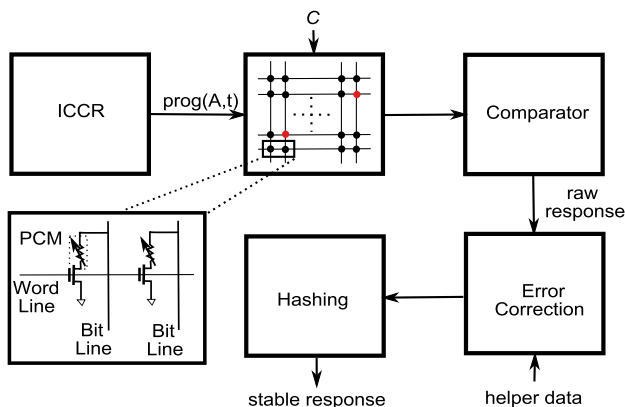 C
ICCR
prog(A,t)
Comparator
raw
response
PCM
Word
Line
Bit
Line
Bit
Line
Hashing
Error
Correction
stable response
helper data